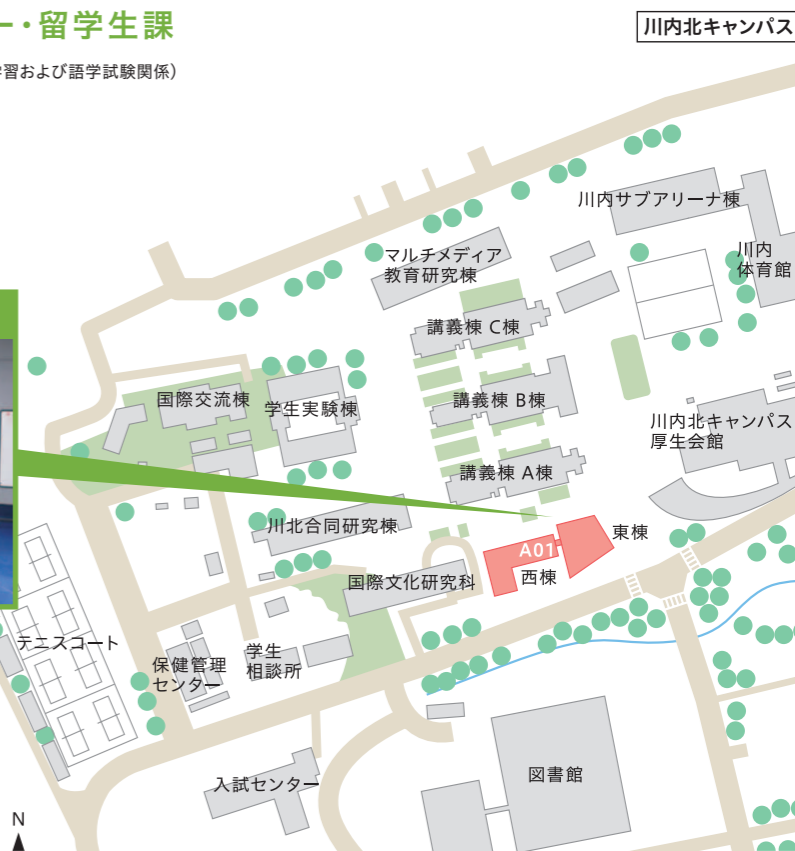 ー・留学生課
川内北キャンパス
習および語学試験関係）
川内サブアリーナ棟
川内
体育館
マルチメディア
教育研究棟
講義棟 C棟
国際交流棟
学生実験棟
講義棟 B棟
川内北キャンパス
厚生会館
講義棟 A棟
川北合同研究棟
東棟
A01
西棟
国際文化研究科
テニスコート
学生
相談所
保健管理
センター
入試センター
図書館
N